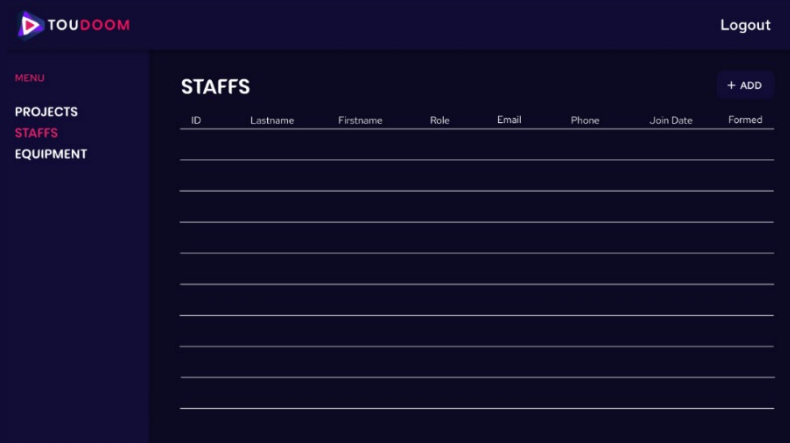 TOUDOOM
Logout
MENU
PROJECTS
STAFFS
EQUIPMENT
STAFFS
+ ADD
ID Lastname Firstname Role Email Phone Join Date Formed